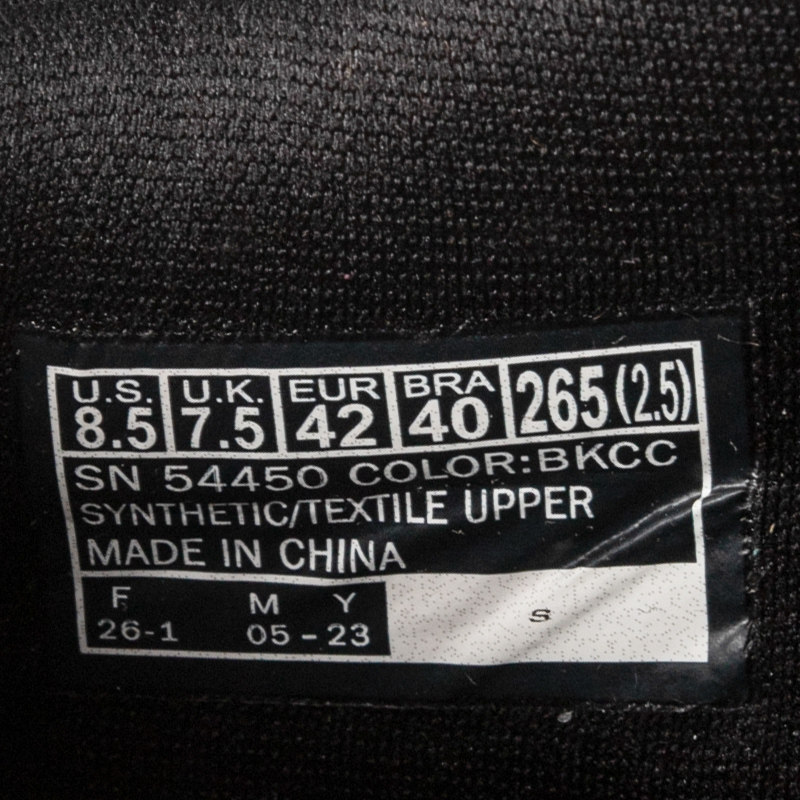 U.S. U.K. EUR BRA 265(2.5)
8.5 7.5 42 40
SN 54450 COLOR:BKCC
SYNTHETIC/TEXTILE UPPER
MADE IN CHINA
F M Y
26-1 05-23
S